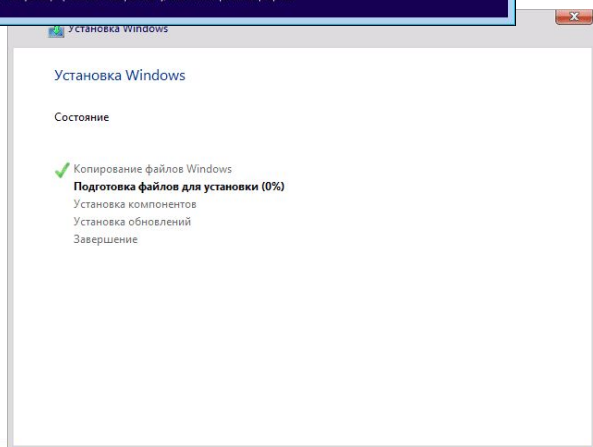 Установка Windows
Установка Windows
Состояние
Копирование файлов Windows
Подготовка файлов для установки (0%)
Установка компонентов
Установка обновлений
Завершение